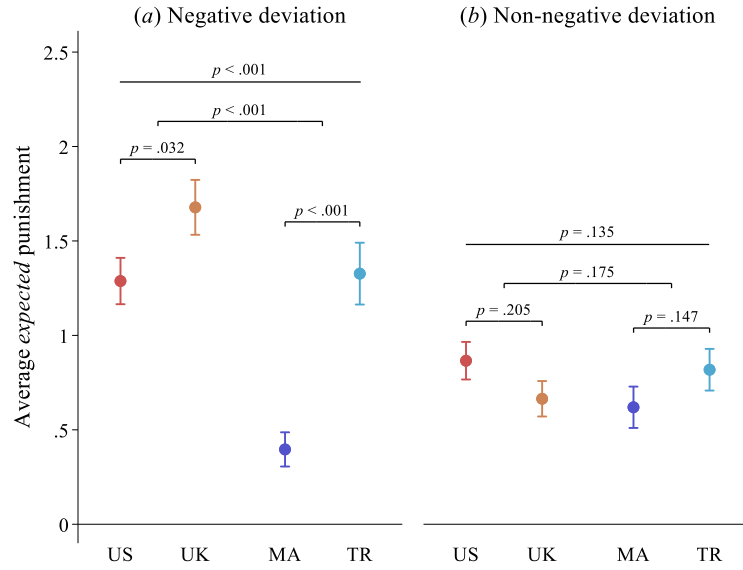 (a) Negative deviation
(b) Non-negative deviation
Average expected punishment
2.5
2
1.5
1
.5
0
p < .001
p < .001
p = .032
p < .001
US UK MA TR
p = .135
p = .175
p = .205
p = .147
US UK MA TR